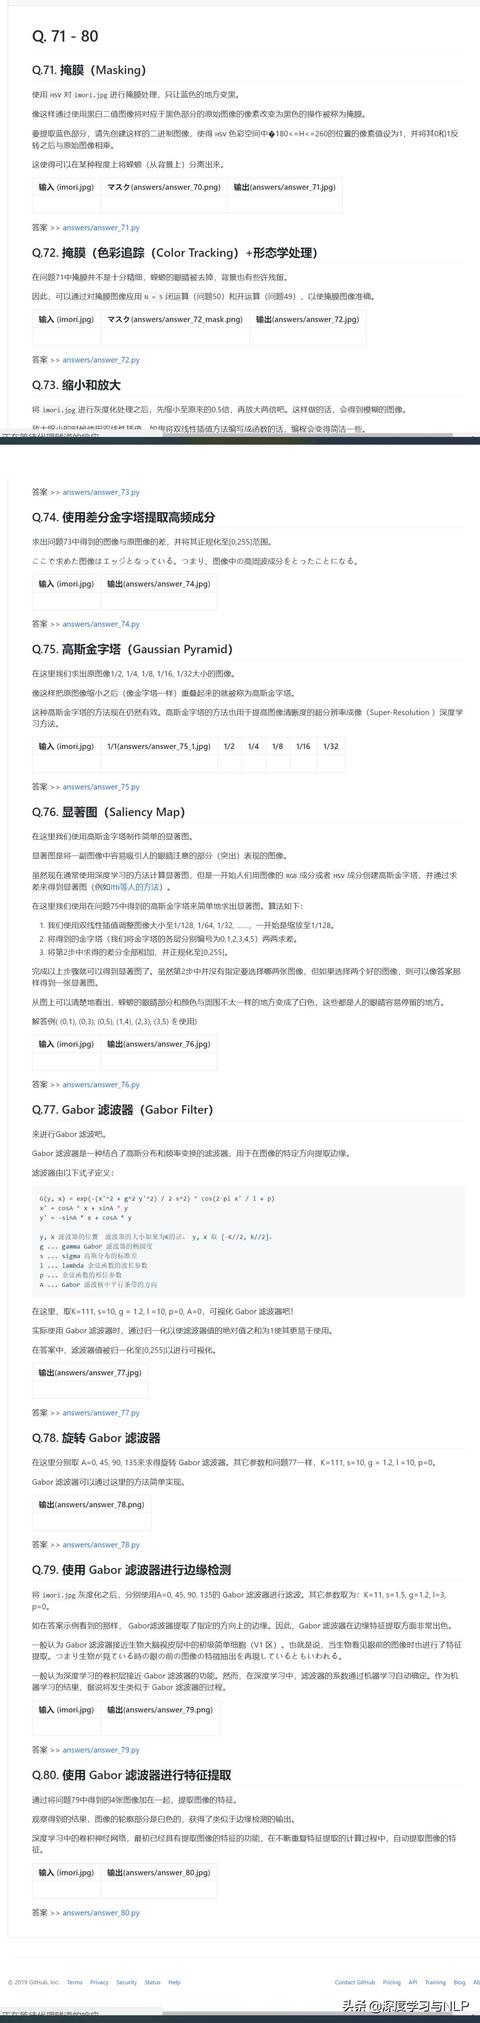 Q. 71 - 80
Q.71. 掩膜（Masking）
使用 HSV 对 imori.jpg 进行掩膜处理，只让蓝色的地方变黑。
像这样通过使用黑白二值图像将对应于黑色部分的原始图像的像素改变为黑色的操作被称为掩膜。
要提取蓝色部分，请先创建这样的二进制图像，使得 HSV 色彩空间中�180<=H<=260的位置的像素值设为1，并将其0和1反
转之后与原始图像相乘。
这使得可以在某种程度上将蝾螈（从背景上）分离出来。
输入 (imori.jpg) マスク(answers/answer_70.png) 输出(answers/answer_71.jpg)
答案 >> answers/answer_71.py
Q.72. 掩膜（色彩追踪（Color Tracking）+形态学处理）
在问题71中掩膜并不是十分精细，蝾螈的眼睛被去掉，背景也有些许残留。
因此，可以通过对掩膜图像应用 N = 5 闭运算（问题50）和开运算（问题49），以使掩膜图像准确。
输入 (imori.jpg) マスク(answers/answer_72_mask.png) 输出(answers/answer_72.jpg)
答案 >> answers/answer_72.py
Q.73. 缩小和放大
将 imori.jpg 进行灰度化处理之后，先缩小至原来的0.5倍，再放大两倍吧。这样做的话，会得到模糊的图像。
放大缩小的时候使用双线性插值。如果将双线性插值方法编写成函数的话，编程会变得简洁一些。
正在等待代理隧道的响应
答案 >> answers/answer_73.py
Q.74. 使用差分金字塔提取高频成分
求出问题73中得到的图像与原图像的差，并将其正规化至[0,255]范围。
ここで求めた图像はエッジとなっている。つまり、图像中の高周波成分をとったことになる。
输入 (imori.jpg) 输出(answers/answer_74.jpg)
答案 >> answers/answer_74.py
Q.75. 高斯金字塔（Gaussian Pyramid）
在这里我们求出原图像1/2, 1/4, 1/8, 1/16, 1/32大小的图像。
像这样把原图像缩小之后（像金字塔一样）重叠起来的就被称为高斯金字塔。
这种高斯金字塔的方法现在仍然有效。高斯金字塔的方法也用于提高图像清晰度的超分辨率成像（Super-Resolution ）深度学
习方法。
输入 (imori.jpg) 1/1(answers/answer_75_1.jpg) 1/2 1/4 1/8 1/16 1/32
答案 >> answers/answer_75.py
Q.76. 显著图（Saliency Map）
在这里我们使用高斯金字塔制作简单的显著图。
显著图是将一副图像中容易吸引人的眼睛注意的部分（突出）表现的图像。
虽然现在通常使用深度学习的方法计算显著图，但是一开始人们用图像的 RGB 成分或者 HSV 成分创建高斯金字塔，并通过求
差来得到显著图（例如Itti等人的方法）。
在这里我们使用在问题75中得到的高斯金字塔来简单地求出显著图。算法如下：
1. 我们使用双线性插值调整图像大小至1/128, 1/64, 1/32, ......，一开始是缩放至1/128。
2. 将得到的金字塔（我们将金字塔的各层分别编号为0,1,2,3,4,5）两两求差。
3. 将第2步中求得的差分全部相加，并正规化至[0,255]。
完成以上步骤就可以得到显著图了。虽然第2步中并没有指定要选择哪两张图像，但如果选择两个好的图像，则可以像答案那
样得到一张显著图。
从图上可以清楚地看出，蝾螈的眼睛部分和颜色与周围不太一样的地方变成了白色，这些都是人的眼睛容易停留的地方。
解答例( (0,1), (0,3), (0,5), (1,4), (2,3), (3,5) を使用)
输入 (imori.jpg) 输出(answers/answer_76.jpg)
答案 >> answers/answer_76.py
Q.77. Gabor 滤波器（Gabor Filter）
来进行Gabor 滤波吧。
Gabor 滤波器是一种结合了高斯分布和频率变换的滤波器，用于在图像的特定方向提取边缘。
滤波器由以下式子定义：
G(y, x) = exp(-(x'^2 + g^2 y'^2) / 2 s^2) * cos(2 pi x' / l + p)
x' = cosA * x + sinA * y
y' = -sinA * x + cosA * y
y, x 滤波器的位置　滤波器的大小如果为K的话。 y, x 取 [-K//2, k//2]。
g ... gamma Gabor 滤波器的椭圆度
s ... sigma 高斯分布的标准差
l ... lambda 余弦函数的波长参数
p ... 余弦函数的相位参数
A ... Gabor 滤波核中平行条带的方向
在这里，取K=111, s=10, g = 1.2, l =10, p=0, A=0，可视化 Gabor 滤波器吧！
实际使用 Gabor 滤波器时，通过归一化以使滤波器值的绝对值之和为1使其更易于使用。
在答案中，滤波器值被归一化至[0,255]以进行可视化。
输出(answers/answer_77.jpg)
答案 >> answers/answer_77.py
Q.78. 旋转 Gabor 滤波器
在这里分别取 A=0, 45, 90, 135来求得旋转 Gabor 滤波器。其它参数和问题77一样，K=111, s=10, g = 1.2, l =10, p=0。
Gabor 滤波器可以通过这里的方法简单实现。
输出(answers/answer_78.png)
答案 >> answers/answer_78.py
Q.79. 使用 Gabor 滤波器进行边缘检测
将 imori.jpg 灰度化之后，分别使用A=0, 45, 90, 135的 Gabor 滤波器进行滤波。其它参数取为：K=11, s=1.5, g=1.2, l=3,
p=0。
如在答案示例看到的那样， Gabor滤波器提取了指定的方向上的边缘。因此，Gabor 滤波器在边缘特征提取方面非常出色。
一般认为 Gabor 滤波器接近生物大脑视皮层中的初级简单细胞（V1 区）。也就是说，当生物看见眼前的图像时也进行了特征
提取。つまり生物が見ている時の眼の前の图像の特徴抽出を再現しているともいわれる。
一般认为深度学习的卷积层接近 Gabor 滤波器的功能。然而，在深度学习中，滤波器的系数通过机器学习自动确定。作为机
器学习的结果，据说将发生类似于 Gabor 滤波器的过程。
输入 (imori.jpg) 输出(answers/answer_79.png)
答案 >> answers/answer_79.py
Q.80. 使用 Gabor 滤波器进行特征提取
通过将问题79中得到的4张图像加在一起，提取图像的特征。
观察得到的结果，图像的轮廓部分是白色的，获得了类似于边缘检测的输出。
深度学习中的卷积神经网络，最初已经具有提取图像的特征的功能，在不断重复特征提取的计算过程中，自动提取图像的特
征。
输入 (imori.jpg) 输出(answers/answer_80.jpg)
答案 >> answers/answer_80.py
© 2019 GitHub, Inc. Terms Privacy Security Status Help Contact GitHub Pricing API Training Blog Ab
正在等待代理隧道的响应
头条 @深度学习与NLP